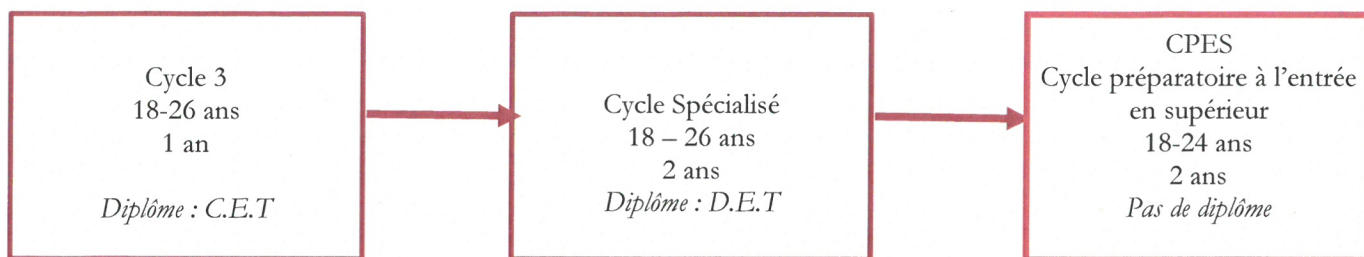 Cycle 3
18-26 ans
1 an
Diplôme : C.E.T
Cycle Spécialisé
18 – 26 ans
2 ans
Diplôme : D.E.T
CPES
Cycle préparatoire à l'entrée
en supérieur
18-24 ans
2 ans
Pas de diplôme